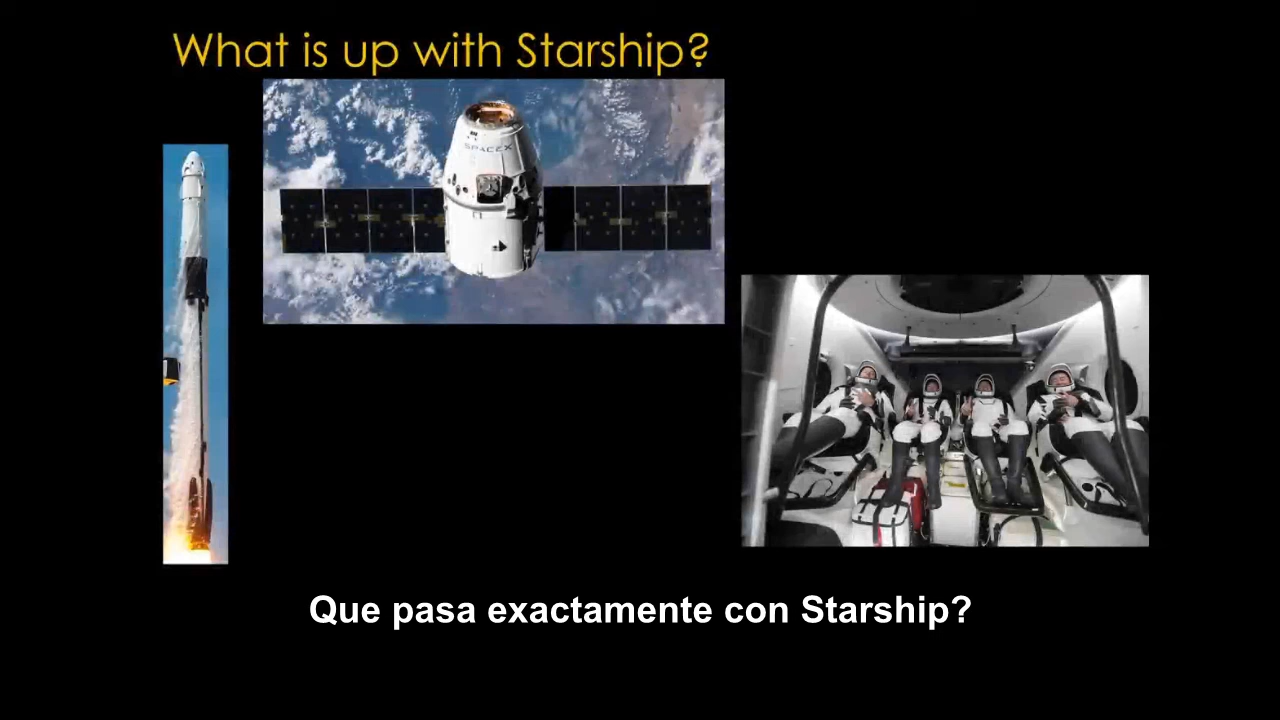 What is up with Starship?
SPACEX
Que pasa exactamente con Starship?